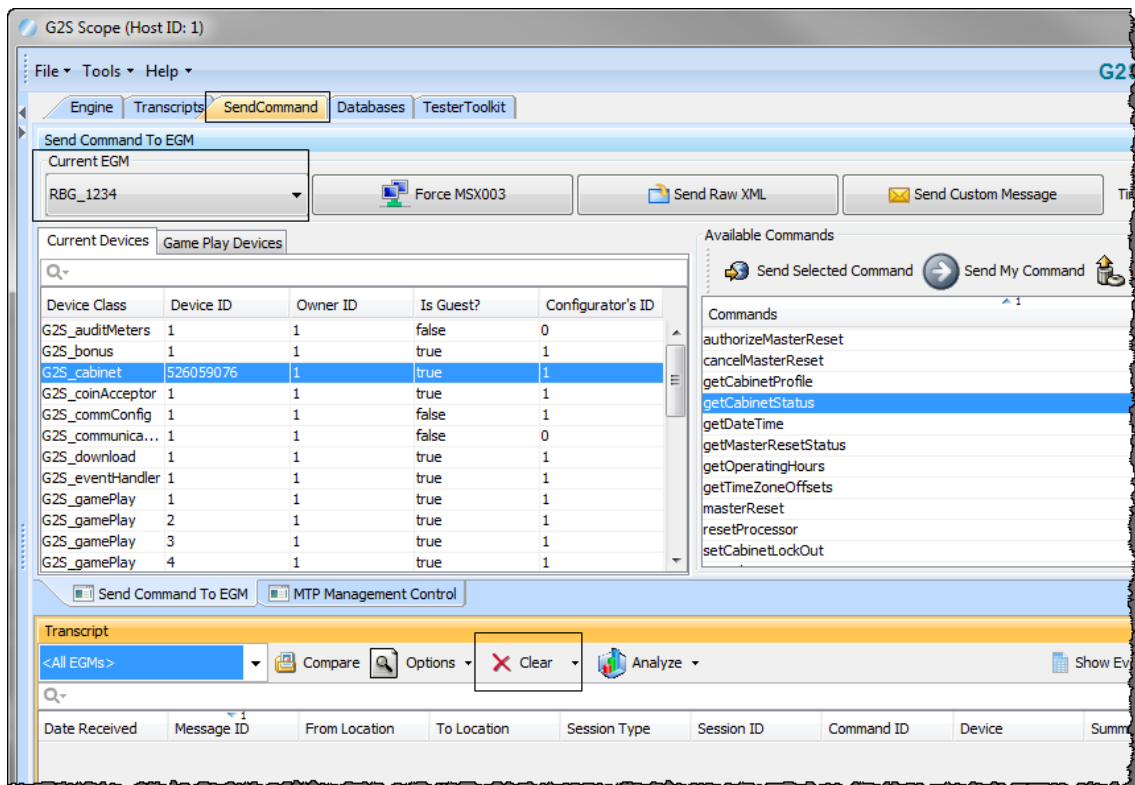 G2S Scope (Host ID: 1)
File Tools Help
G2S
Engine Transcripts SendCommand Databases TesterToolkit
Send Command To EGM
Current EGM
RBG_1234 Force MSX003 Send Raw XML Send Custom Message
Current Devices Game Play Devices
Device Class Device ID Owner ID Is Guest? Configurator's ID
G2S_auditMeters 1 1 false 0
G2S_bonus 1 1 true 1
G2S_cabinet 526059076 1 true 1
G2S_coinAcceptor 1 1 true 1
G2S_commConfig 1 1 false 1
G2S_communica... 1 1 false 0
G2S_download 1 1 true 1
G2S_eventHandler 1 1 true 1
G2S_gamePlay 1 1 true 1
G2S_gamePlay 2 1 true 1
G2S_gamePlay 3 1 true 1
G2S_gamePlay 4 1 true 1
Available Commands
Send Selected Command Send My Command
Commands 1
authorizeMasterReset
cancelMasterReset
getCabinetProfile
getCabinetStatus
getDateTime
getMasterResetStatus
getOperatingHours
getTimeZoneOffsets
masterReset
resetProcessor
setCabinetLockOut
Send Command To EGM MTP Management Control
Transcript
<All EGMs> Compare Options Clear Analyze Show Ev
Date Received Message ID 1 From Location To Location Session Type Session ID Command ID Device Summ